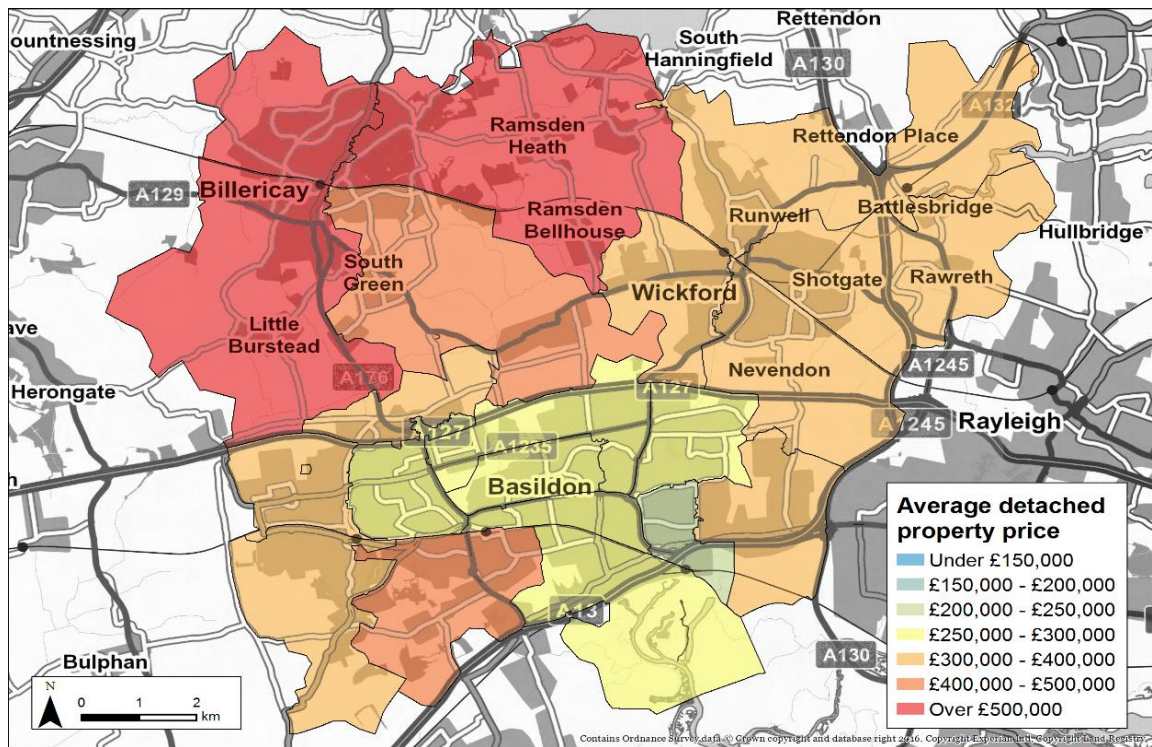 ountnessing
Rettendon
South
Hanningfield
A130
A132
Ramsden
Heath
Rettendon Place
A129
Billericay
Ramsden
Bellhouse
Runwell
Battlesbridge
Hullbridge
South
Green
Wickford
Shotgate
Rawreth
ave
Little
Burstead
Herongate
A176
A127
Nevendon
A1245
A1245
Rayleigh
h
127
A1235
Basildon
A13
A130
Bulphan
N
0 1 2
km
Average detached
property price
Under £150,000
£150,000 - £200,000
£200,000 - £250,000
£250,000 - £300,000
£300,000 - £400,000
£400,000 - £500,000
Over £500,000
Contains Ordnance Survey data © Crown copyright and database right 2016, Copyright Experian Ltd, Copyright Land Registry.